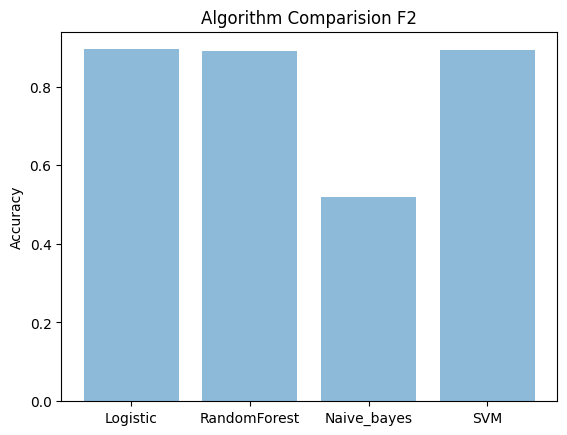 Algorithm Comparision F2
Accuracy
0.8
0.6
0.4
0.2
0.0
Logistic
RandomForest
Naive_bayes
SVM